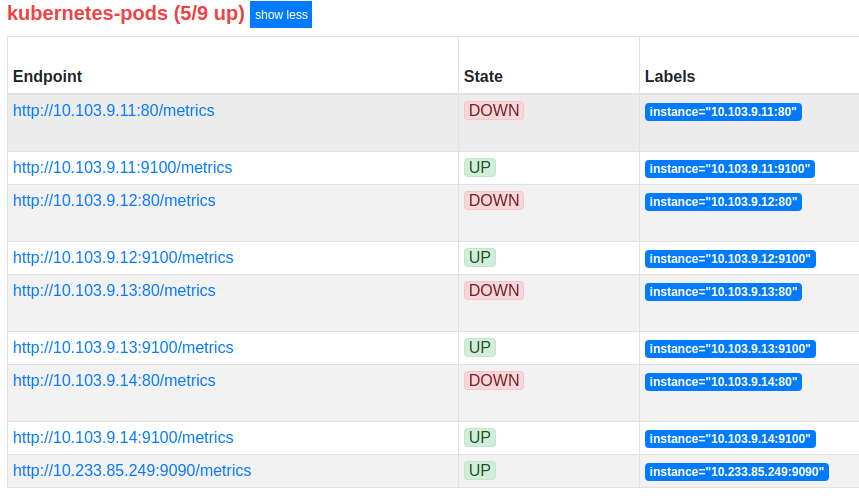 kubernetes-pods (5/9 up) show less
Endpoint State Labels
http://10.103.9.11:80/metrics DOWN instance="10.103.9.11:80"
http://10.103.9.11:9100/metrics UP instance="10.103.9.11:9100"
http://10.103.9.12:80/metrics DOWN instance="10.103.9.12:80"
http://10.103.9.12:9100/metrics UP instance="10.103.9.12:9100"
http://10.103.9.13:80/metrics DOWN instance="10.103.9.13:80"
http://10.103.9.13:9100/metrics UP instance="10.103.9.13:9100"
http://10.103.9.14:80/metrics DOWN instance="10.103.9.14:80"
http://10.103.9.14:9100/metrics UP instance="10.103.9.14:9100"
http://10.233.85.249:9090/metrics UP instance="10.233.85.249:9090"